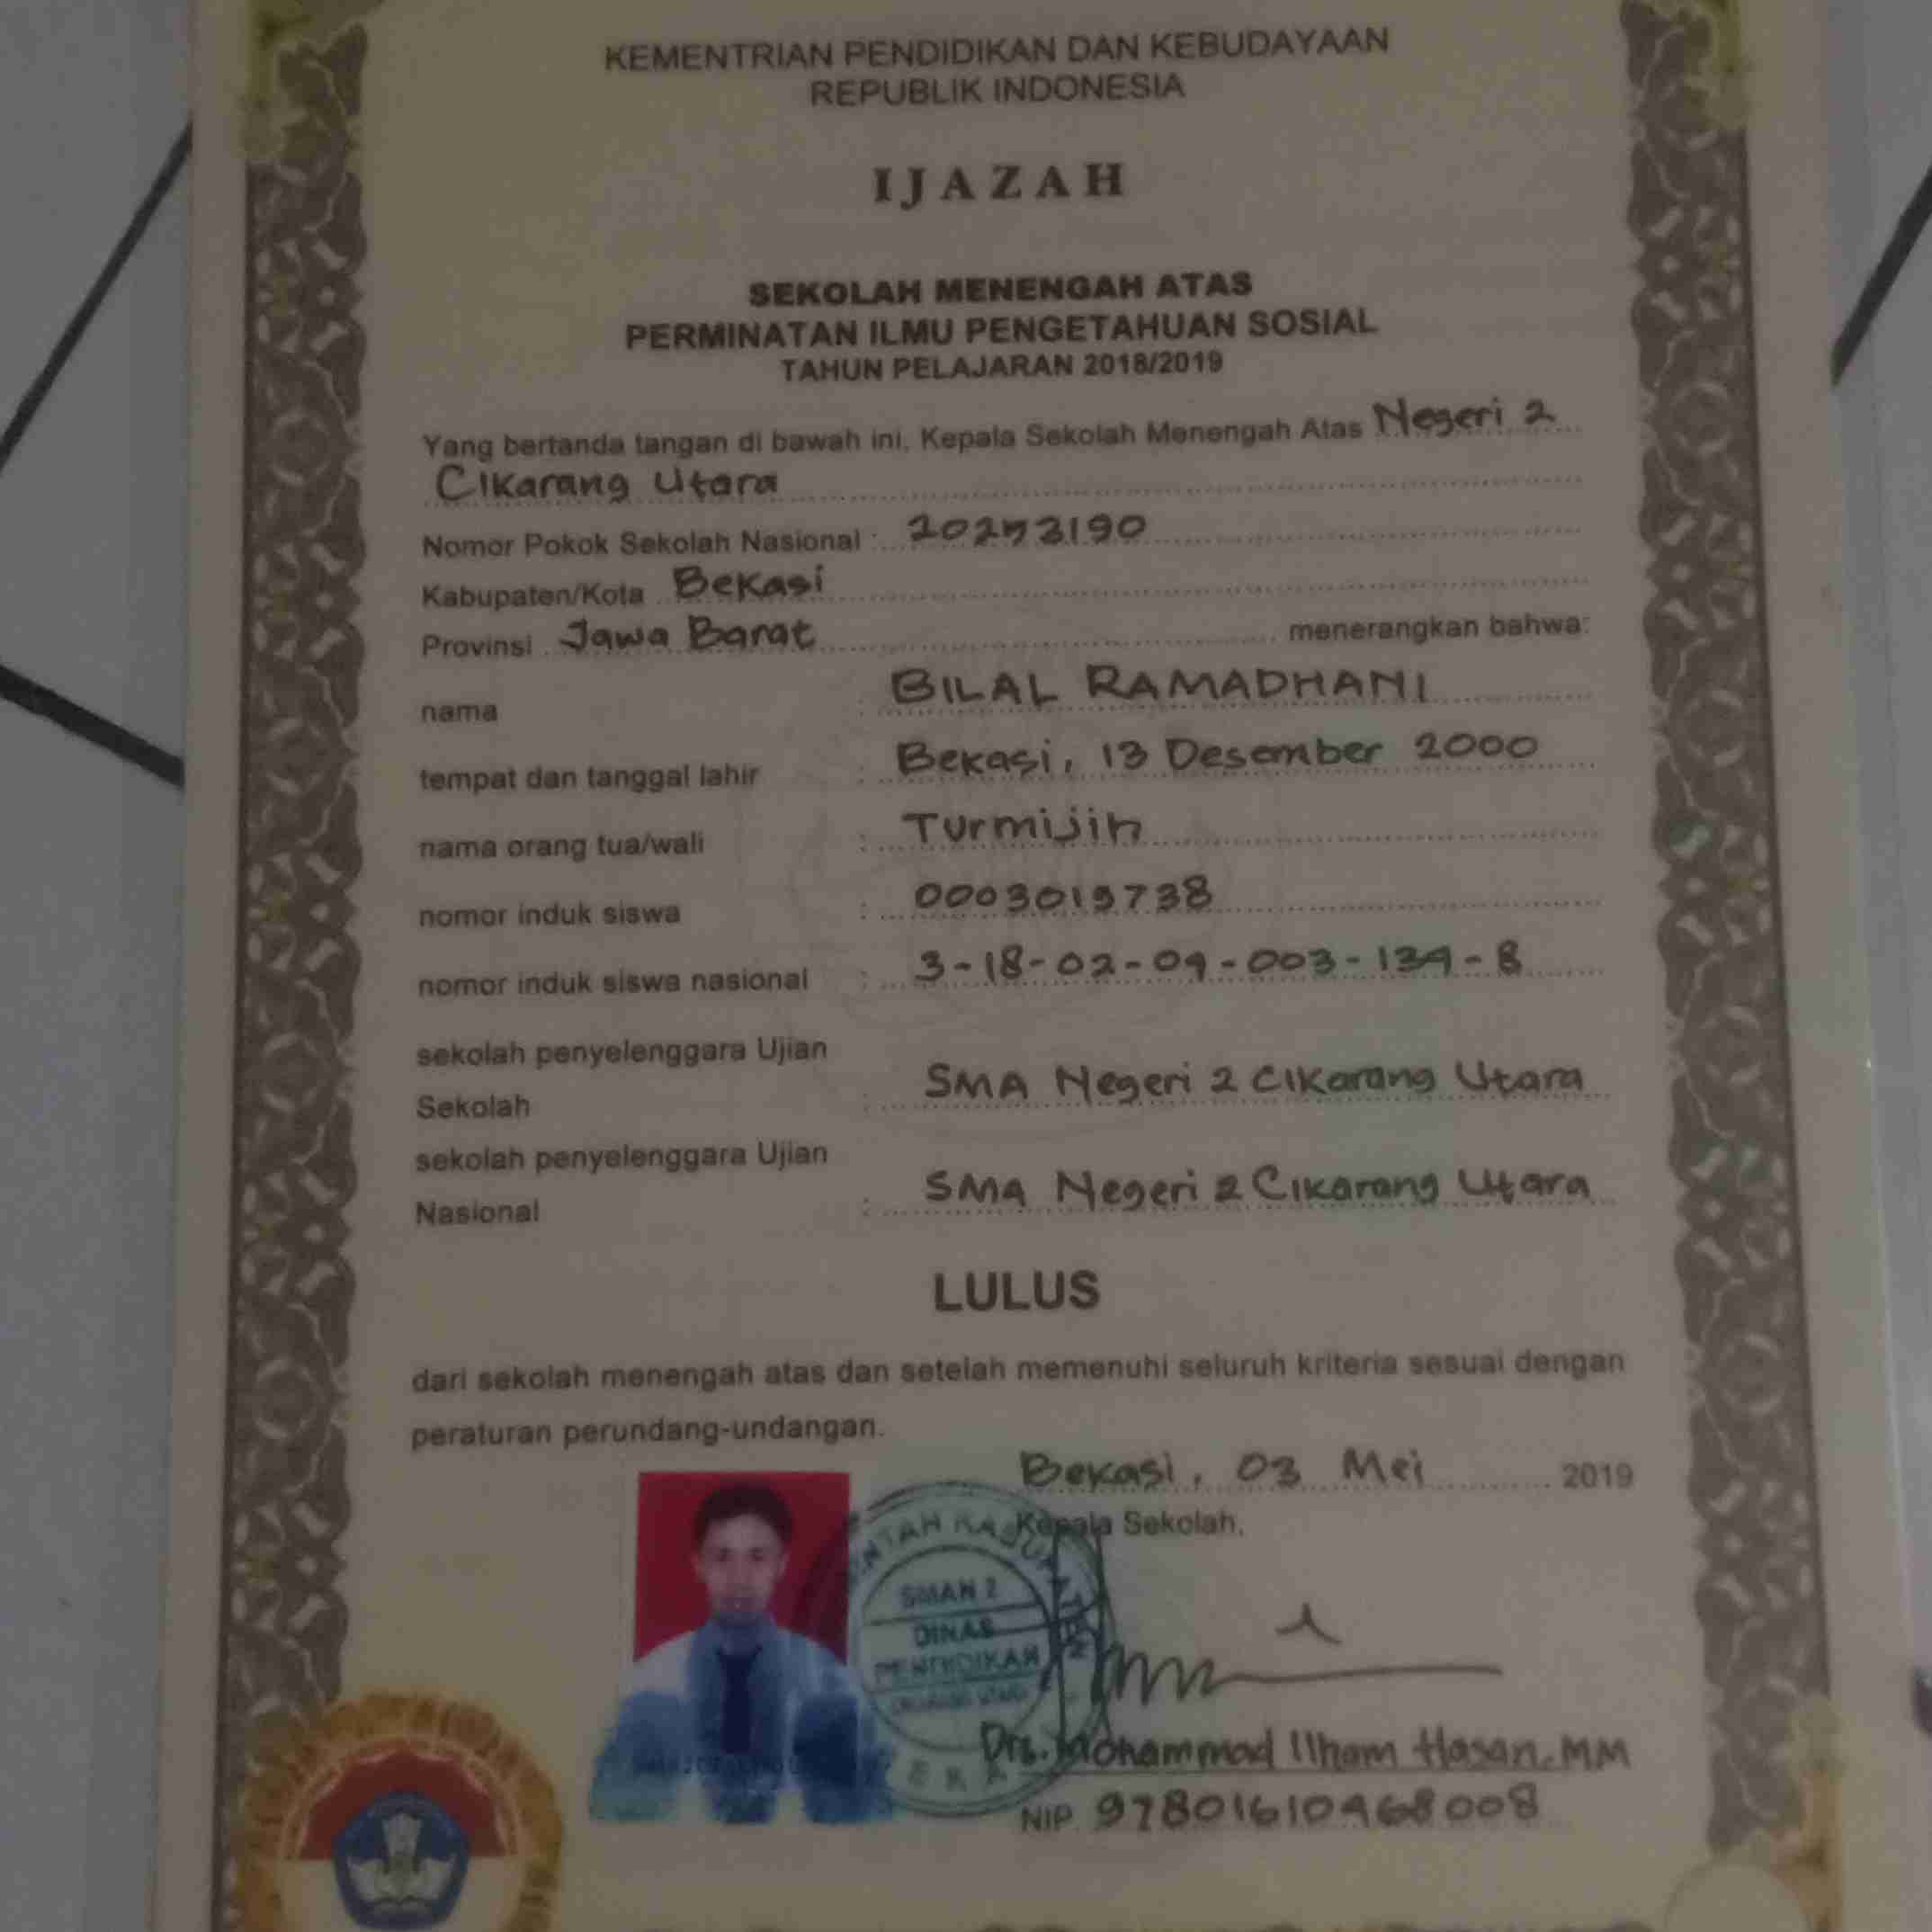 KEMENTRIAN PENDIDIKAN DAN KEBUDAYAAN
REPUBLIK INDONESIA
IJAZAH
SEKOLAH MENENGAH ATAS
PERMINATAN ILMU PENGETAHUAN SOSIAL
TAHUN PELAJARAN 2018/2019
Yang bertanda tangan di bawah ini, Kepala Sekolah Menengah Atas Negeri 2
Cikarang Utara
Nomor Pokok Sekolah Nasional : 20253190
Kabupaten/Kota Bekasi
Provinsi Jawa Barat menerangkan bahwa:
nama : BILAL RAMADHANI
tempat dan tanggal lahir : Bekasi, 13 Desember 2000
nama orang tua/wali : Turmijin
nomor induk siswa : 0003019738
nomor induk siswa nasional : 3-18-02-09-003-139-8
sekolah penyelenggara Ujian
Sekolah : SMA Negeri 2 Cikarang Utara
sekolah penyelenggara Ujian
Nasional : SMA Negeri 2 Cikarang Utara
LULUS
dari sekolah menengah atas dan setelah memenuhi seluruh kriteria sesuai dengan
peraturan perundang-undangan.
Bekasi, 03 Mei 2019
Kepala Sekolah,
SMAN 2
DINAS
PENDIDIKAN
Drs. Mohammad Ilham Hasan, MM
NIP 97801610468008